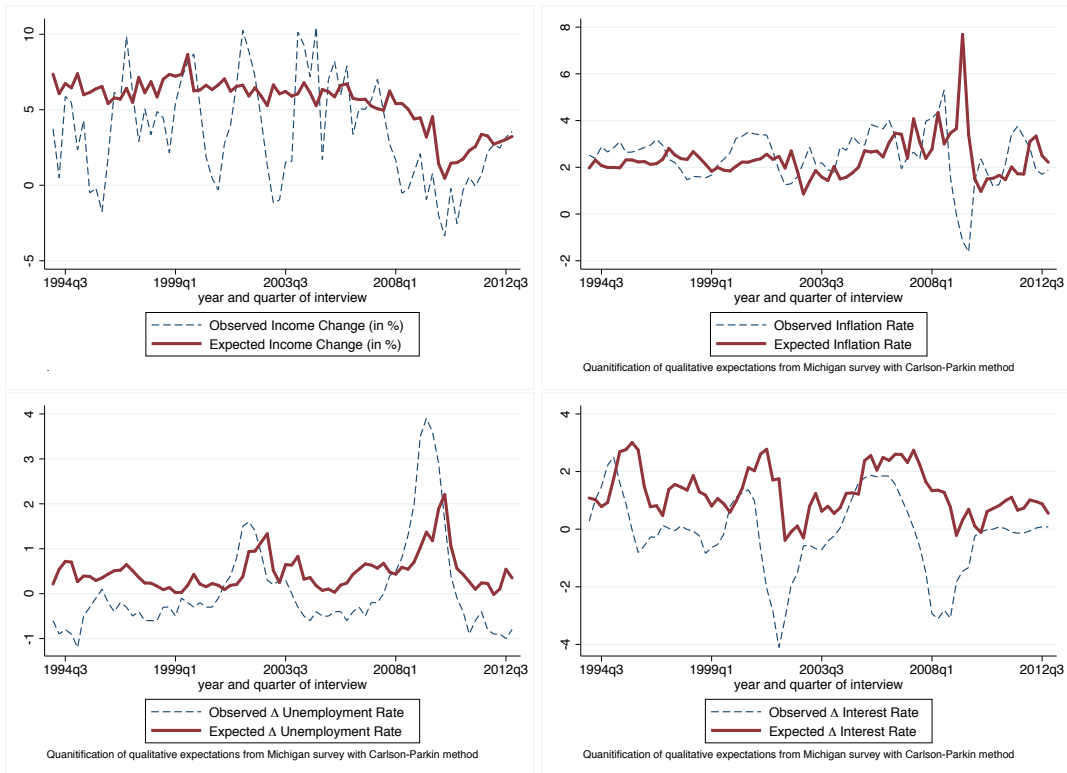 10
5
0
-5
1994q3 1999q1 2003q3 2008q1 2012q3
year and quarter of interview
Observed Income Change (in %)
Expected Income Change (in %)
.
8
6
4
2
0
-2
1994q3 1999q1 2003q3 2008q1 2012q3
year and quarter of interview
Observed Inflation Rate
Expected Inflation Rate
Quanitification of qualitative expectations from Michigan survey with Carlson-Parkin method
4
3
2
1
0
-1
1994q3 1999q1 2003q3 2008q1 2012q3
year and quarter of interview
Observed Δ Unemployment Rate
Expected Δ Unemployment Rate
Quanitification of qualitative expectations from Michigan survey with Carlson-Parkin method
4
2
0
-2
-4
1994q3 1999q1 2003q3 2008q1 2012q3
year and quarter of interview
Observed Δ Interest Rate
Expected Δ Interest Rate
Quanitification of qualitative expectations from Michigan survey with Carlson-Parkin method